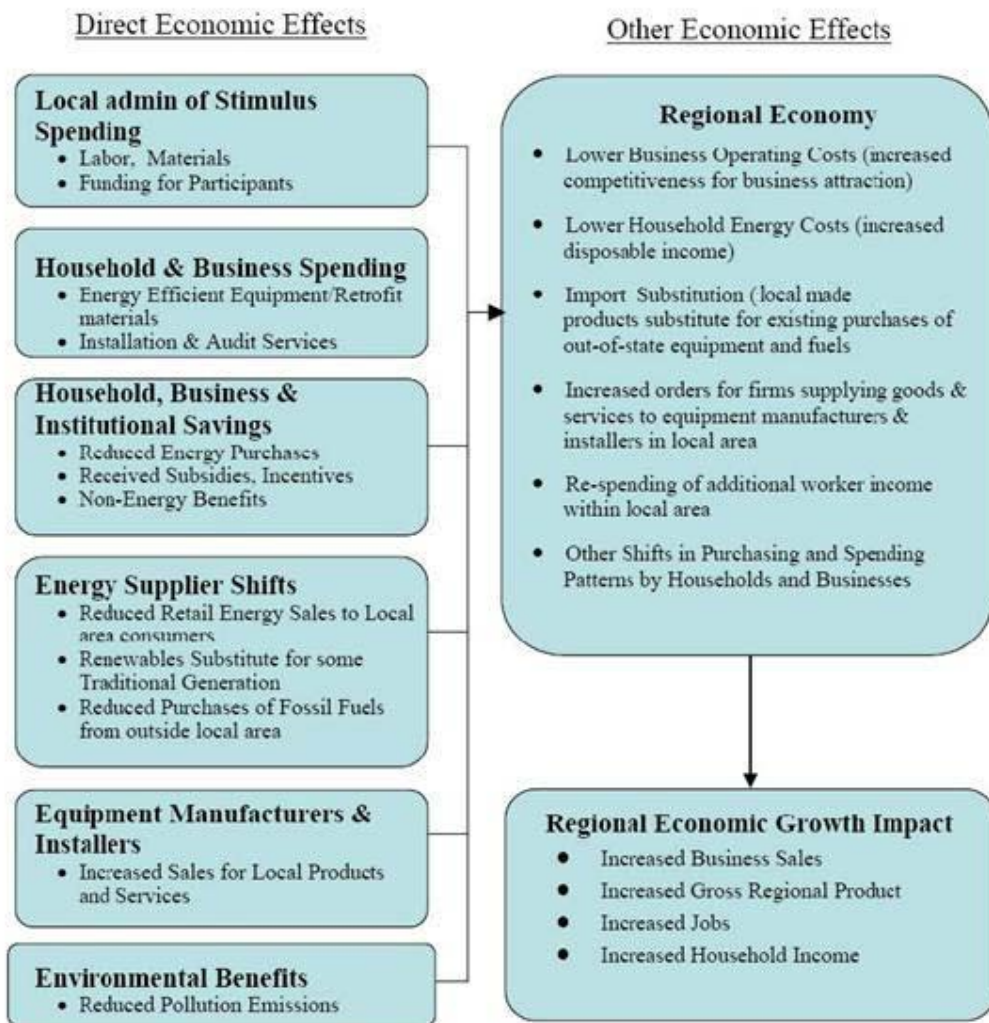 Direct Economic Effects
Local admin of Stimulus
Spending
• Labor, Materials
• Funding for Participants
Household & Business Spending
• Energy Efficient Equipment/Retrofit
materials
• Installation & Audit Services
Household, Business &
Institutional Savings
• Reduced Energy Purchases
• Received Subsidies, Incentives
• Non-Energy Benefits
Energy Supplier Shifts
• Reduced Retail Energy Sales to Local
area consumers
• Renewables Substitute for some
Traditional Generation
• Reduced Purchases of Fossil Fuels
from outside local area
Equipment Manufacturers &
Installers
• Increased Sales for Local Products
and Services
Environmental Benefits
• Reduced Pollution Emissions
Other Economic Effects
Regional Economy
• Lower Business Operating Costs (increased
competitiveness for business attraction)
• Lower Household Energy Costs (increased
disposable income)
• Import Substitution ( local made
products substitute for existing purchases of
out-of-state equipment and fuels
• Increased orders for firms supplying goods &
services to equipment manufacturers &
installers in local area
• Re-spending of additional worker income
within local area
• Other Shifts in Purchasing and Spending
Patterns by Households and Businesses
Regional Economic Growth Impact
• Increased Business Sales
• Increased Gross Regional Product
• Increased Jobs
• Increased Household Income